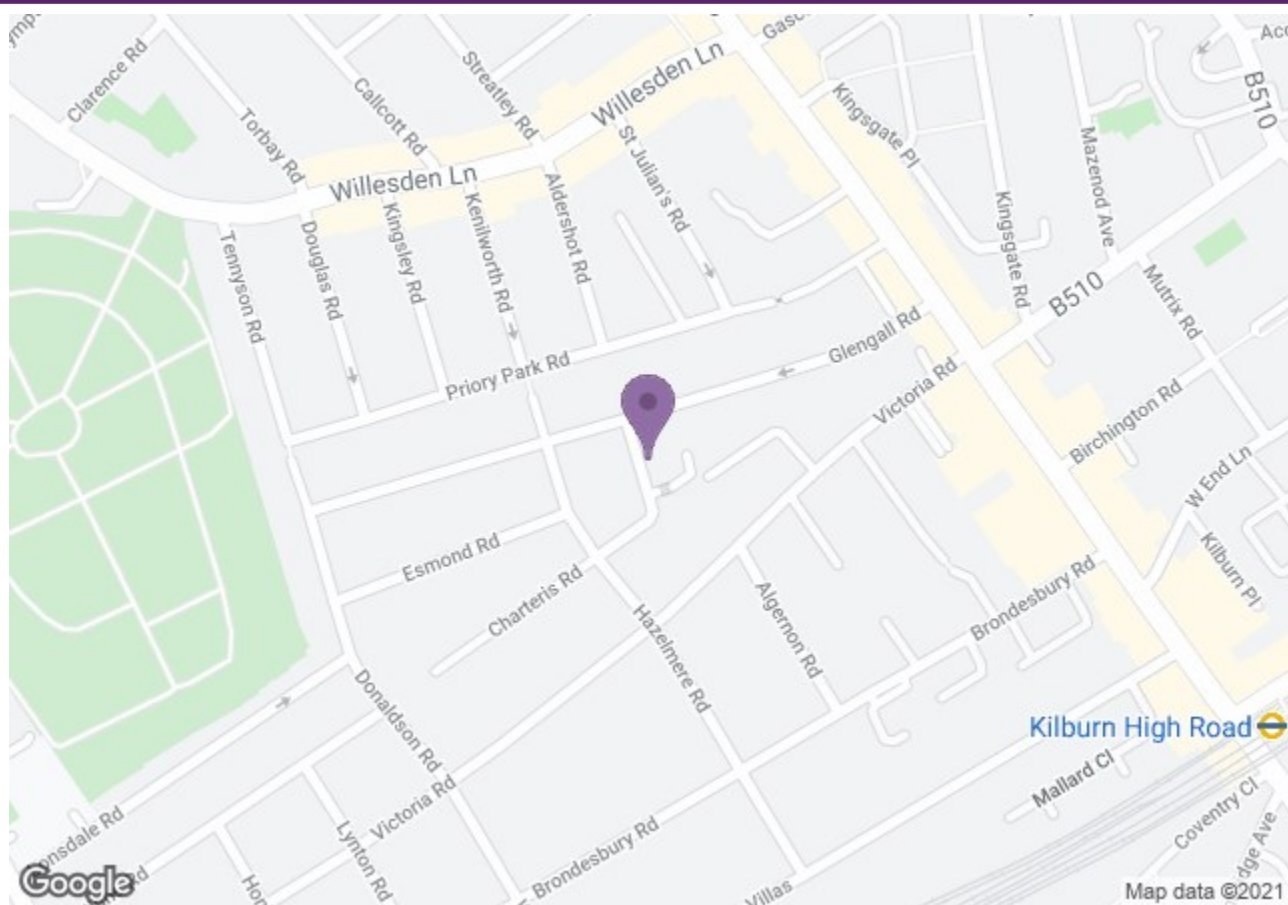 Clarence Rd
Torbay Rd
Callcott Rd
Streatley Rd
Willesden Ln
B510
Kingsgate Pl
Mazenod Ave
St Julian's Rd
Willesden Ln
Aldershot Rd
Kingsley Rd
Kenilworth Rd
Douglas Rd
Tennyson Rd
Kingsgate Rd
B510
Mutrix Rd
Glengall Rd
Priory Park Rd
Victoria Rd
Birchington Rd
W End Ln
Kilburn Pl
Esmond Rd
Charteris Rd
Algernon Rd
Brondesbury Rd
Hazelmere Rd
Donaldson Rd
Kilburn High Road
Mallard Cl
Victoria Rd
Lynton Rd
Brondesbury Rd
Coventry Cl
Villas
Google
Map data ©2021